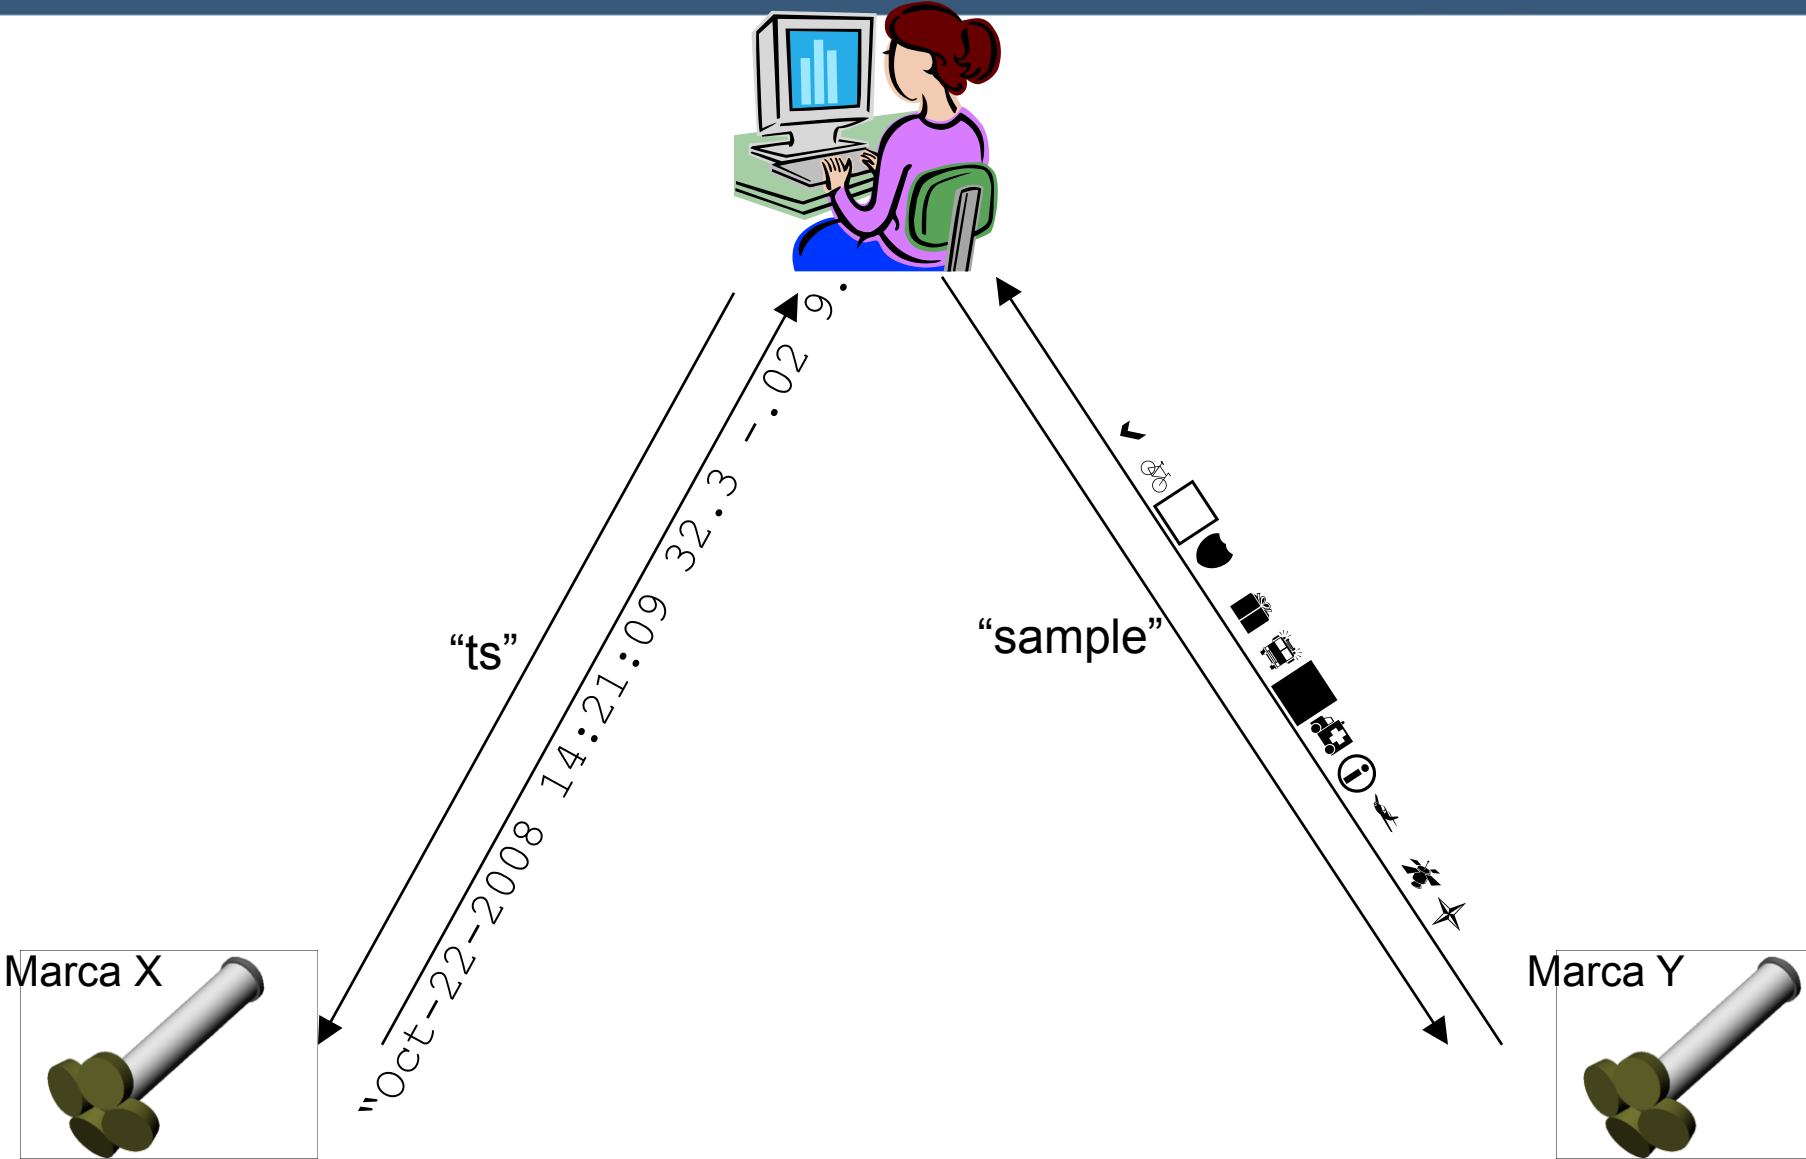 “ts”
"Oct-22-2008 14:21:09 32.3 -.02 9.
“sample”
Marca X
Marca Y